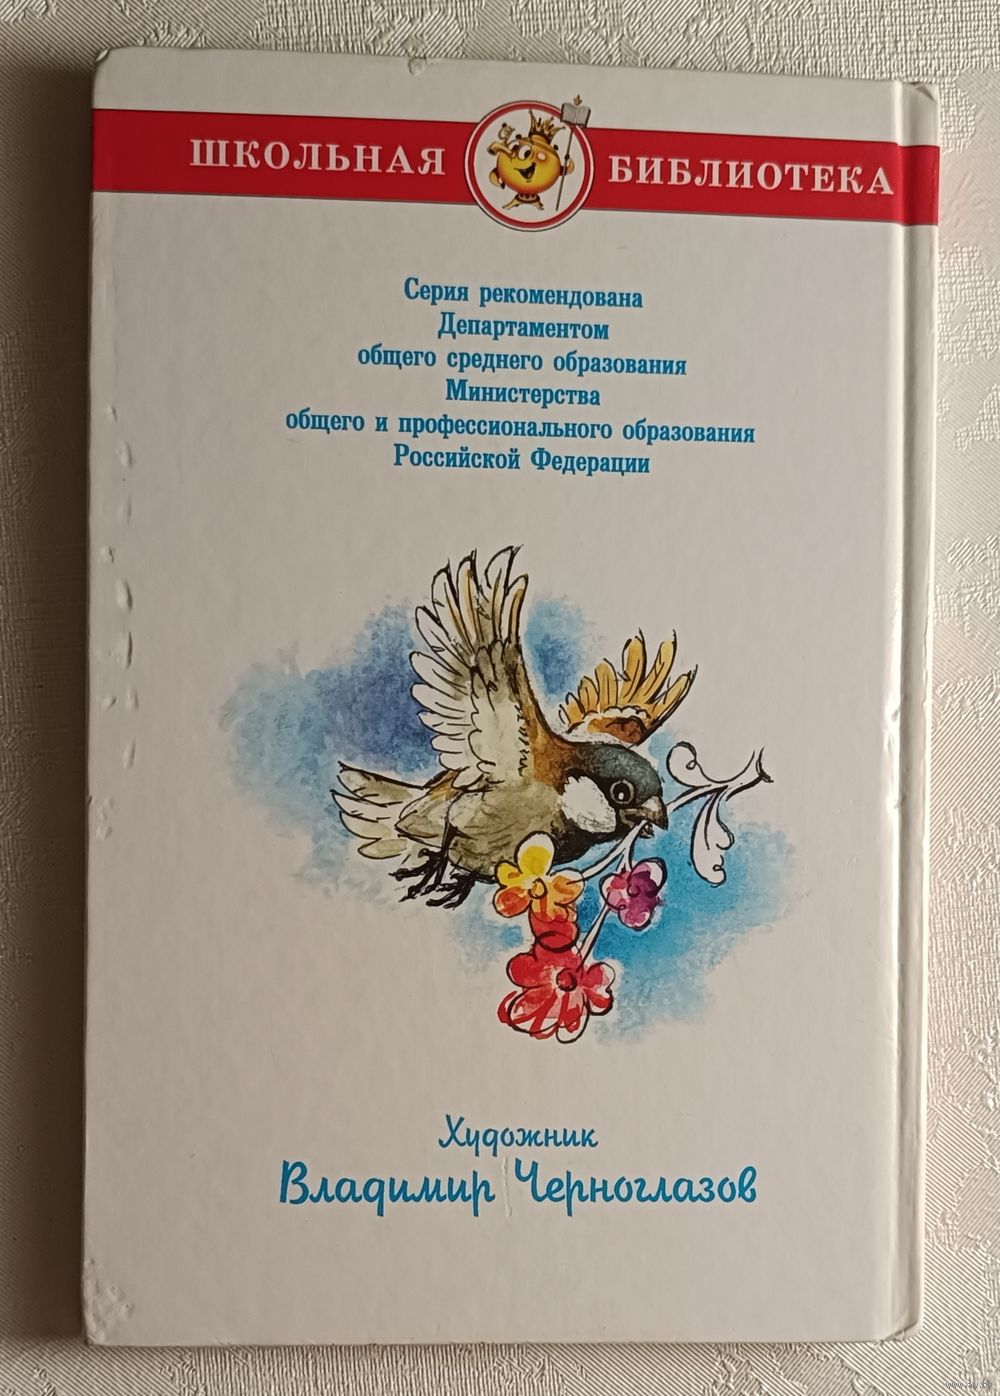 ШКОЛЬНАЯ БИБЛИОТЕКА
Серия рекомендована
Департаментом
общего среднего образования
Министерства
общего и профессионального образования
Российской Федерации
Художник
Владимир Черноглазов